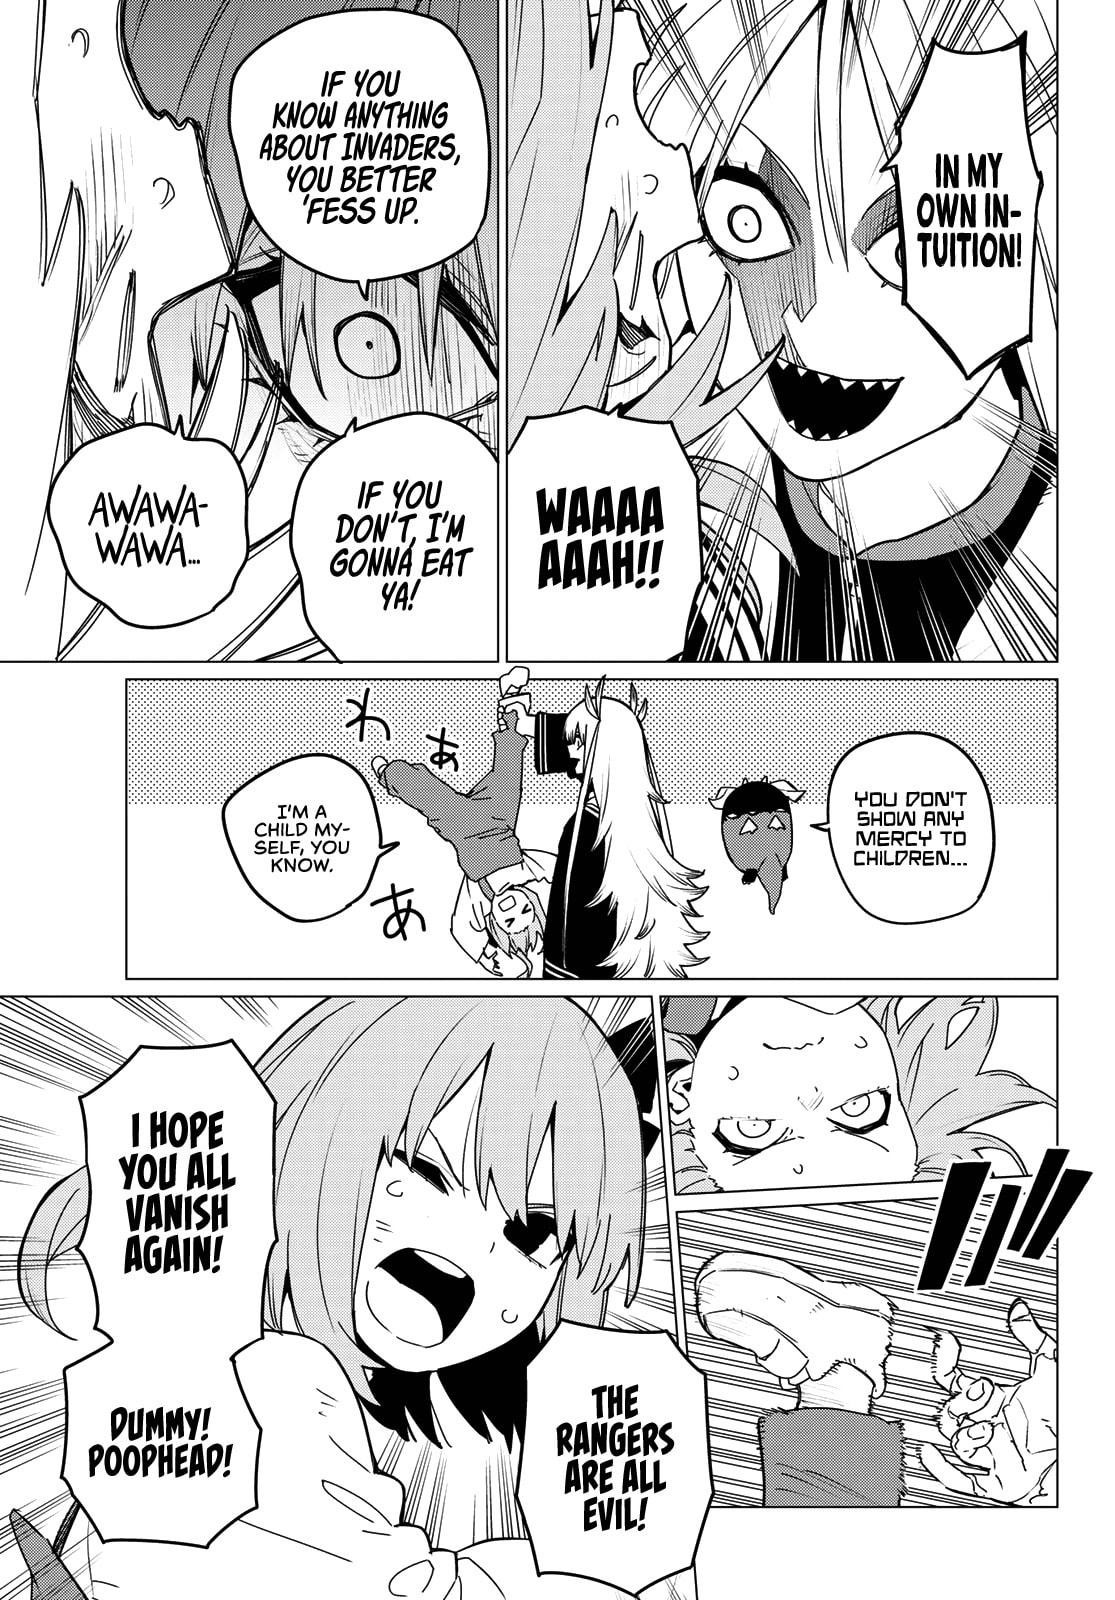 IN MY
OWN IN-
TUITION!
WAAAA
AAAH!!
IF YOU
KNOW ANYTHING
ABOUT INVADERS,
YOU BETTER
'FESS UP.
IF YOU
DON'T, I'M
GONNA EAT
YA!
AWAWA-
WAWA...
YOU DON'T
SHOW ANY
MERCY TO
CHILDREN...
わぁあ
I'M A
CHILD MY-
SELF, YOU
KNOW.
THE
RANGERS
ARE ALL
EVIL!
I HOPE
YOU ALL
VANISH
AGAIN!
DUMMY!
POOPHEAD!